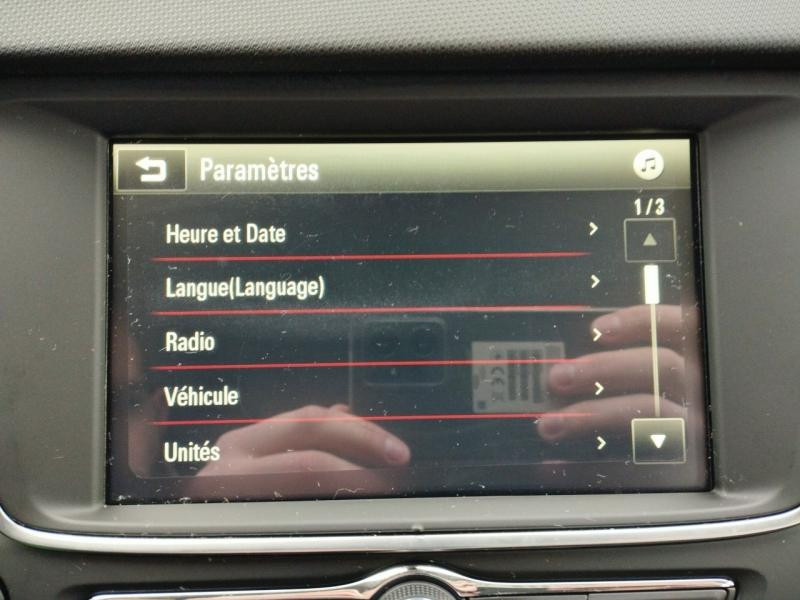 Paramètres
1/3
Heure et Date
Langue(Language)
Radio
Véhicule
Unités